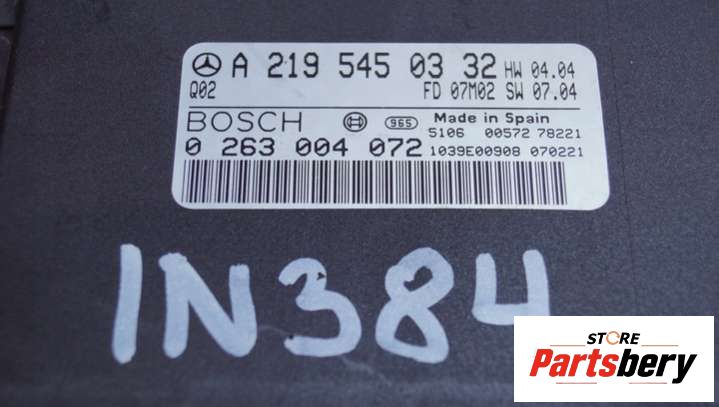 A 219 545 03 32 HW 04.04
Q02 FD 07M02 SW 07.04
BOSCH 965 Made in Spain
5106 00572 78221
0 263 004 072 1039E00908 070221
IN384
STORE
Partsbery